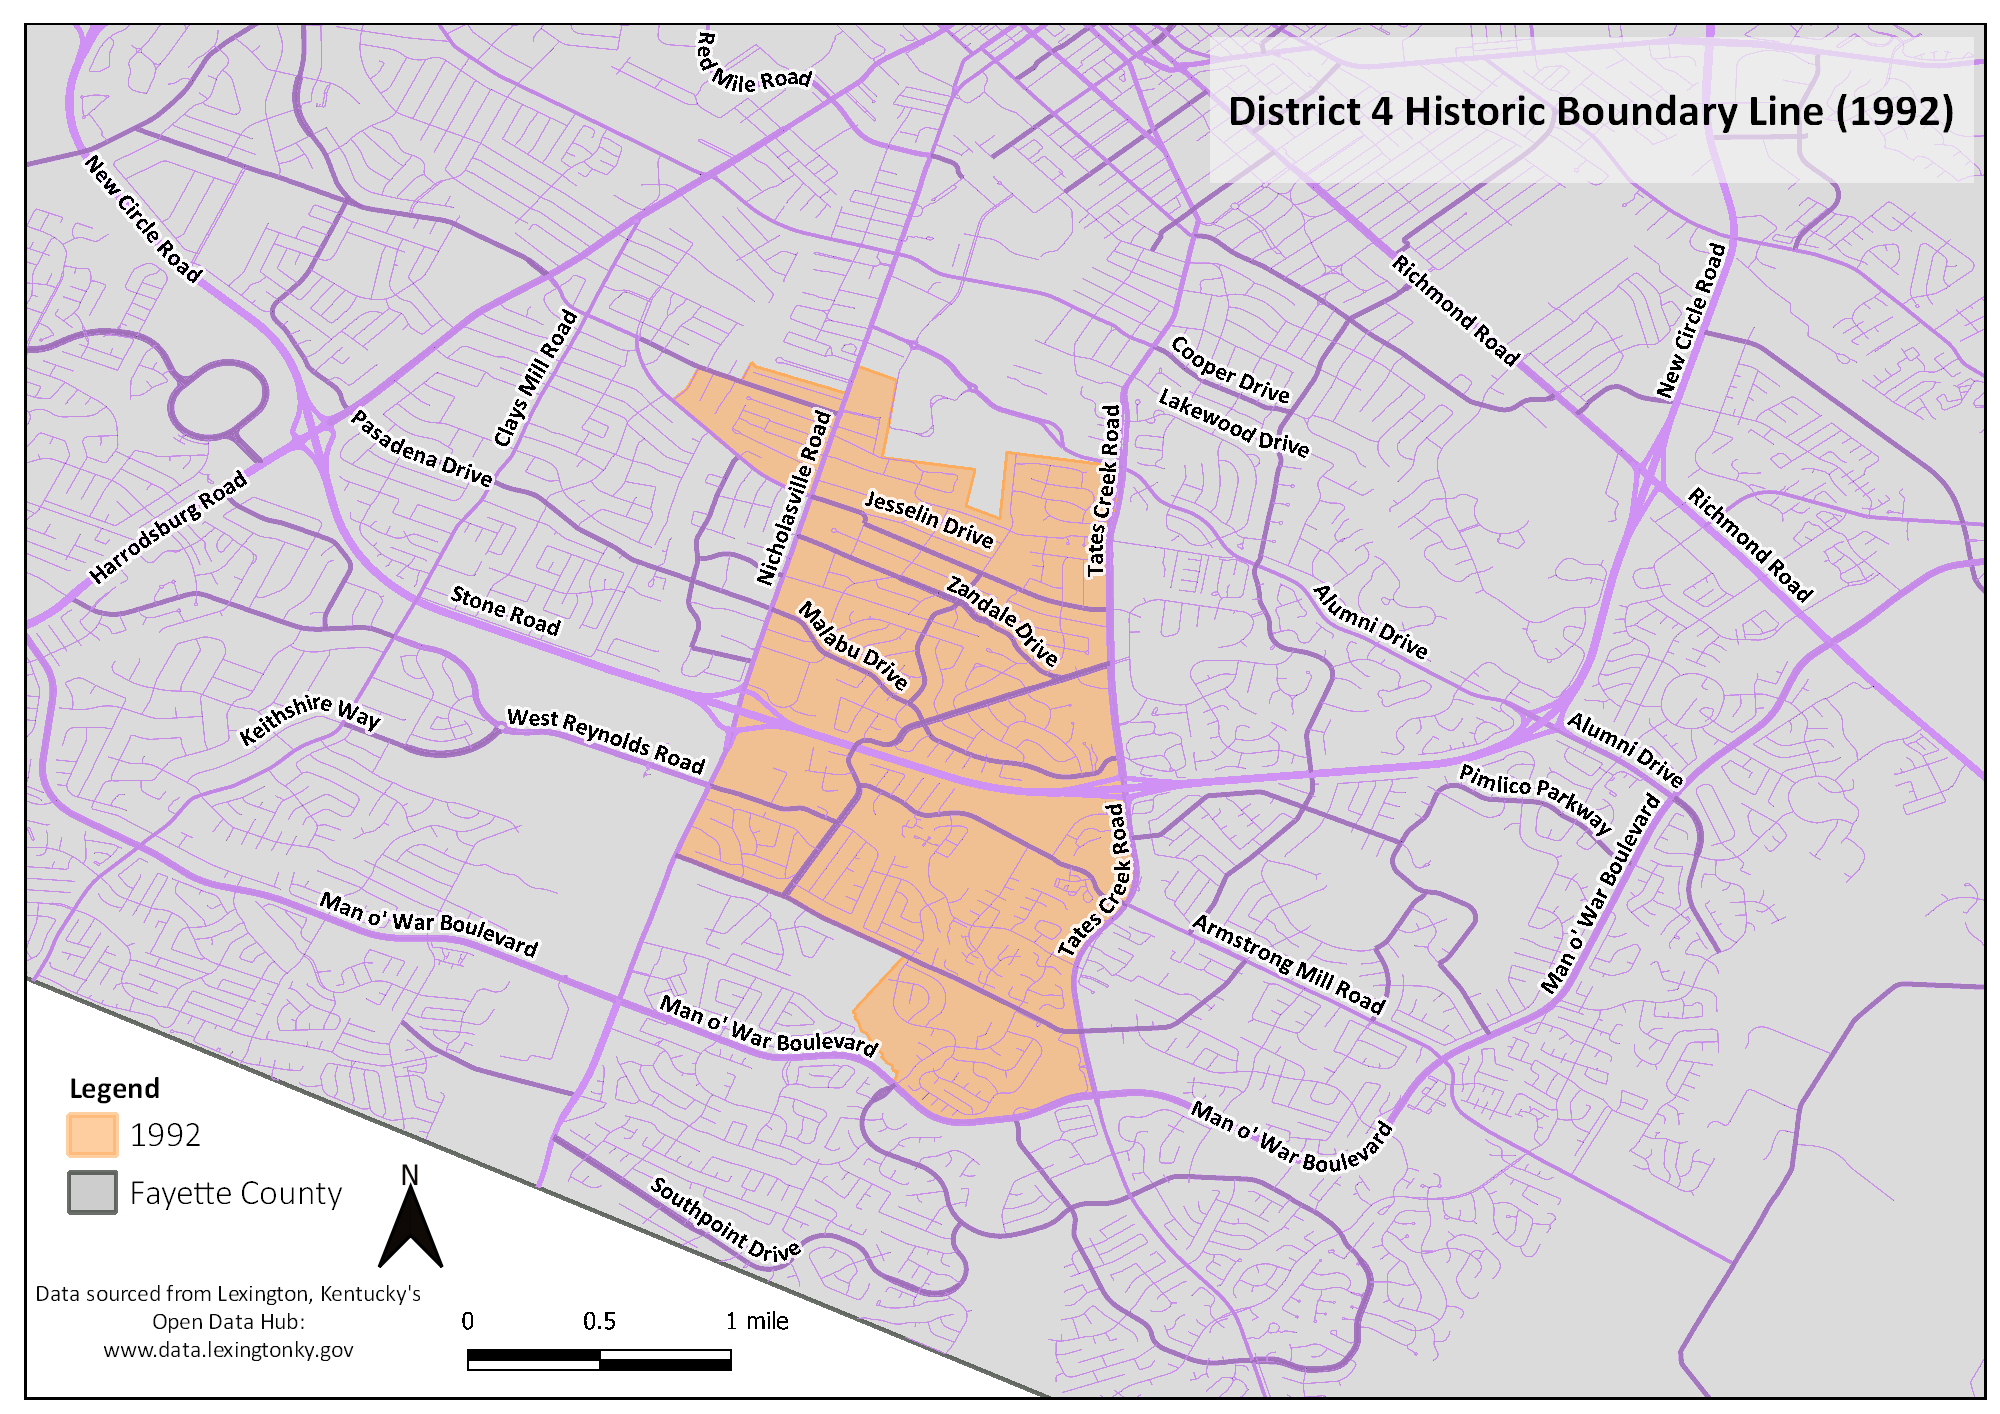 Red Mile Road
District 4 Historic Boundary Line (1992)
New Circle Road
Richmond Road
New Circle Road
Clays Mill Road
Cooper Drive
Lakewood Drive
Pasadena Drive
Nicholasville Road
Tates Creek Road
Harrodsburg Road
Jesselin Drive
Richmond Road
Stone Road
Zandale Drive
Malabu Drive
Alumni Drive
Keithshire Way
West Reynolds Road
Alumni Drive
Pimlico Parkway
Tates Creek Road
Man o' War Boulevard
Man o' War Boulevard
Armstrong Mill Road
Man o' War Boulevard
Man o' War Boulevard
Southpoint Drive
Legend
1992
Fayette County
N
Data sourced from Lexington, Kentucky's
Open Data Hub:
www.data.lexingtonky.gov
0 0.5 1 mile